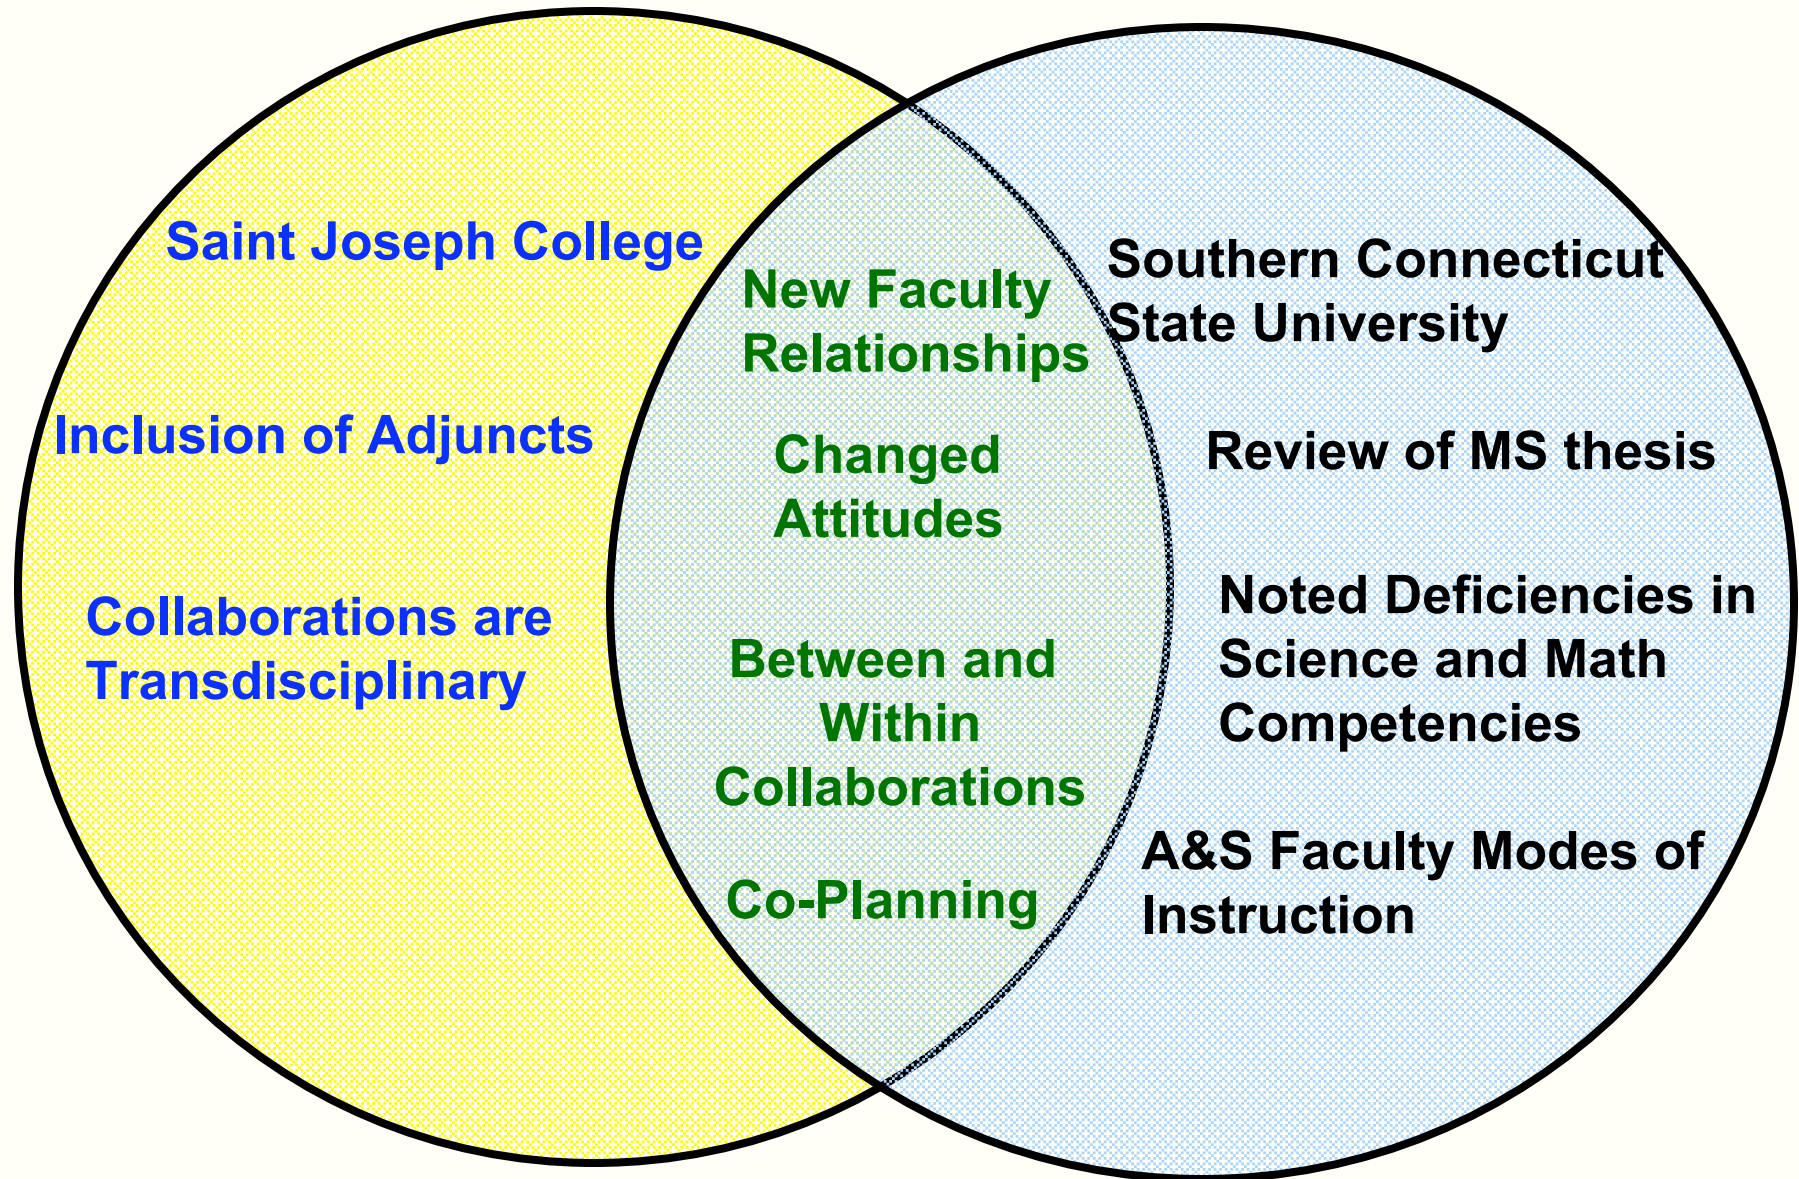 Saint Joseph College
Inclusion of Adjuncts
Collaborations are
Transdisciplinary
New Faculty
Relationships
Changed
Attitudes
Between and
Within
Collaborations
Co-Planning
Southern Connecticut
State University
Review of MS thesis
Noted Deficiencies in
Science and Math
Competencies
A&S Faculty Modes of
Instruction